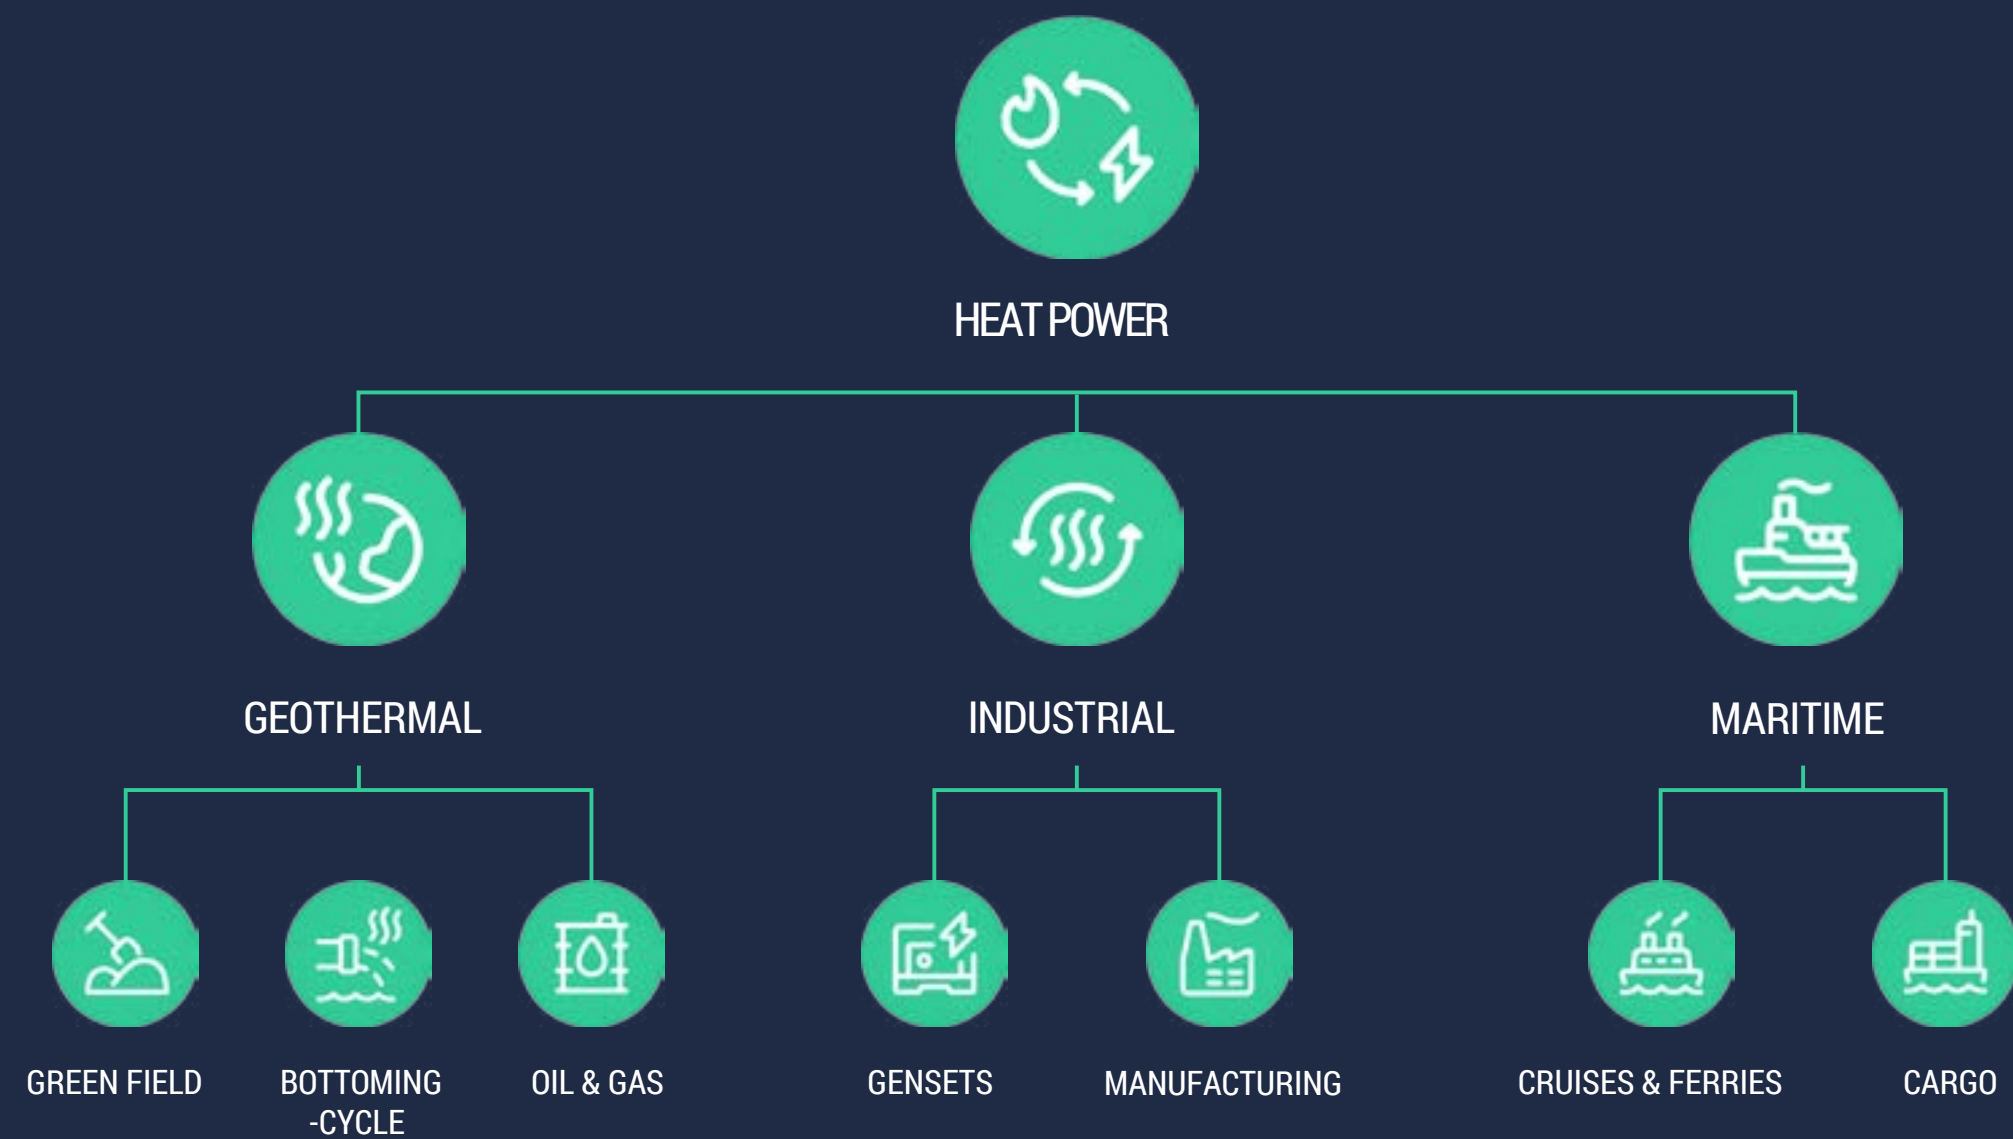 HEAT POWER
GEOTHERMAL
INDUSTRIAL
MARITIME
GREEN FIELD
BOTTOMING
-CYCLE
OIL & GAS
GENSETS
MANUFACTURING
CRUISES & FERRIES
CARGO